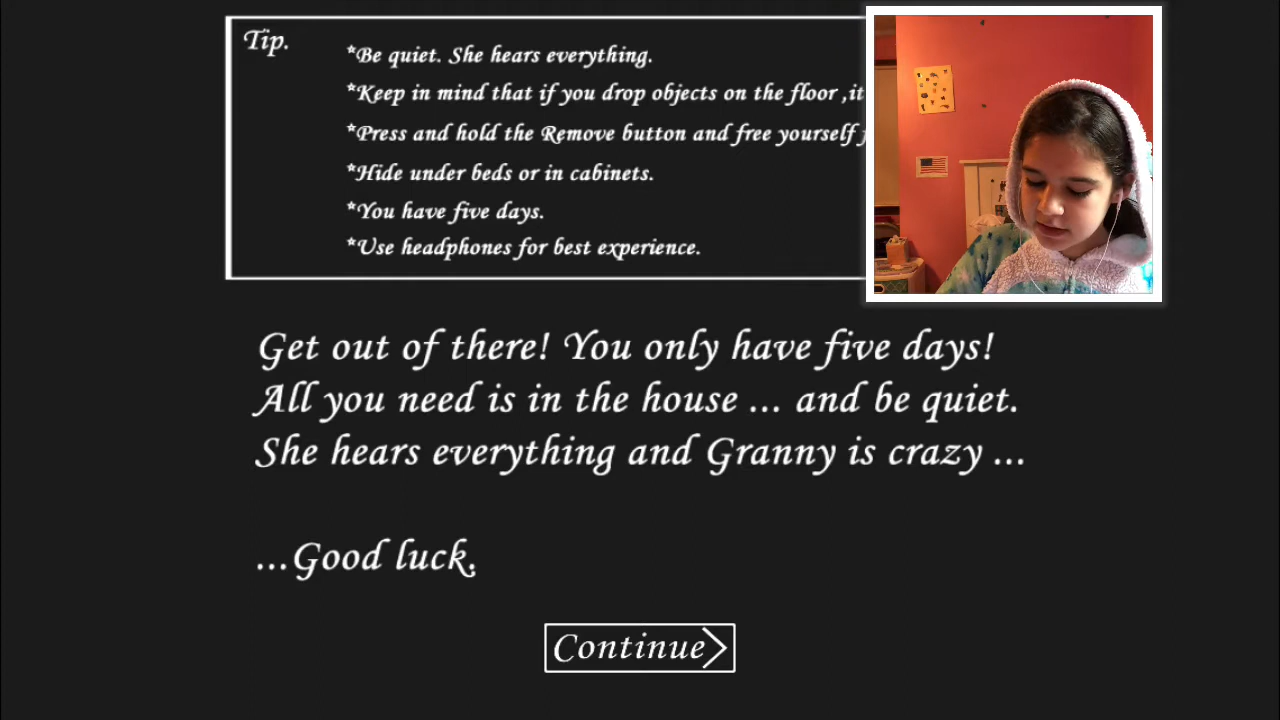 Tip.
*Be quiet. She hears everything.
*Keep in mind that if you drop objects on the floor ,it
*Press and hold the Remove button and free yourself
*Hide under beds or in cabinets.
*You have five days.
*Use headphones for best experience.
Get out of there! You only have five days!
All you need is in the house ... and be quiet.
She hears everything and Granny is crazy ...
...Good luck.
Continue